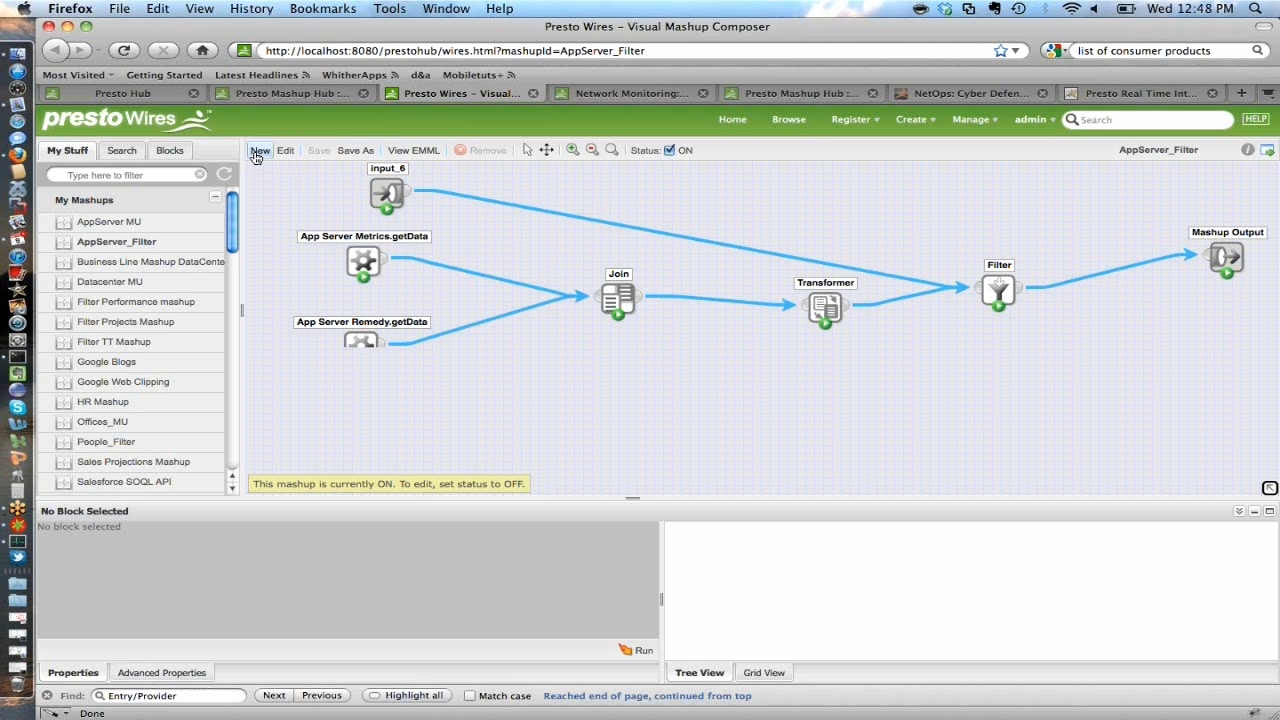 Firefox File Edit View History Bookmarks Tools Window Help Wed 12:48 PM
Presto Wires – Visual Mashup Composer
http://localhost:8080/prestohub/wires.html?mashupId=AppServer_Filter list of consumer products
Most Visited Getting Started Latest Headlines WhitherApps d&a Mobiletuts+
Presto Hub Presto Mashup Hub :... Presto Wires – Visual... Network Monitoring:... Presto Mashup Hub :... NetOps: Cyber Defen... Presto Real Time Int...
presto Wires™ Home Browse Register Create Manage admin Search HELP
My Stuff Search Blocks New Edit Save Save As View EMML Remove Status: ON AppServer_Filter
Type here to filter
My Mashups
AppServer MU
AppServer_Filter
Business Line Mashup DataCente
Datacenter MU
Filter Performance mashup
Filter Projects Mashup
Filter TT Mashup
Google Blogs
Google Web Clipping
HR Mashup
Offices_MU
People_Filter
Sales Projections Mashup
Salesforce SOQL API
input_6
App Server Metrics.getData
App Server Remedy.getData
Join
Transformer
Filter
Mashup Output
This mashup is currently ON. To edit, set status to OFF.
No Block Selected
No block selected
Run
Properties Advanced Properties Tree View Grid View
Find: Entry/Provider Next Previous Highlight all Match case Reached end of page, continued from top
Done